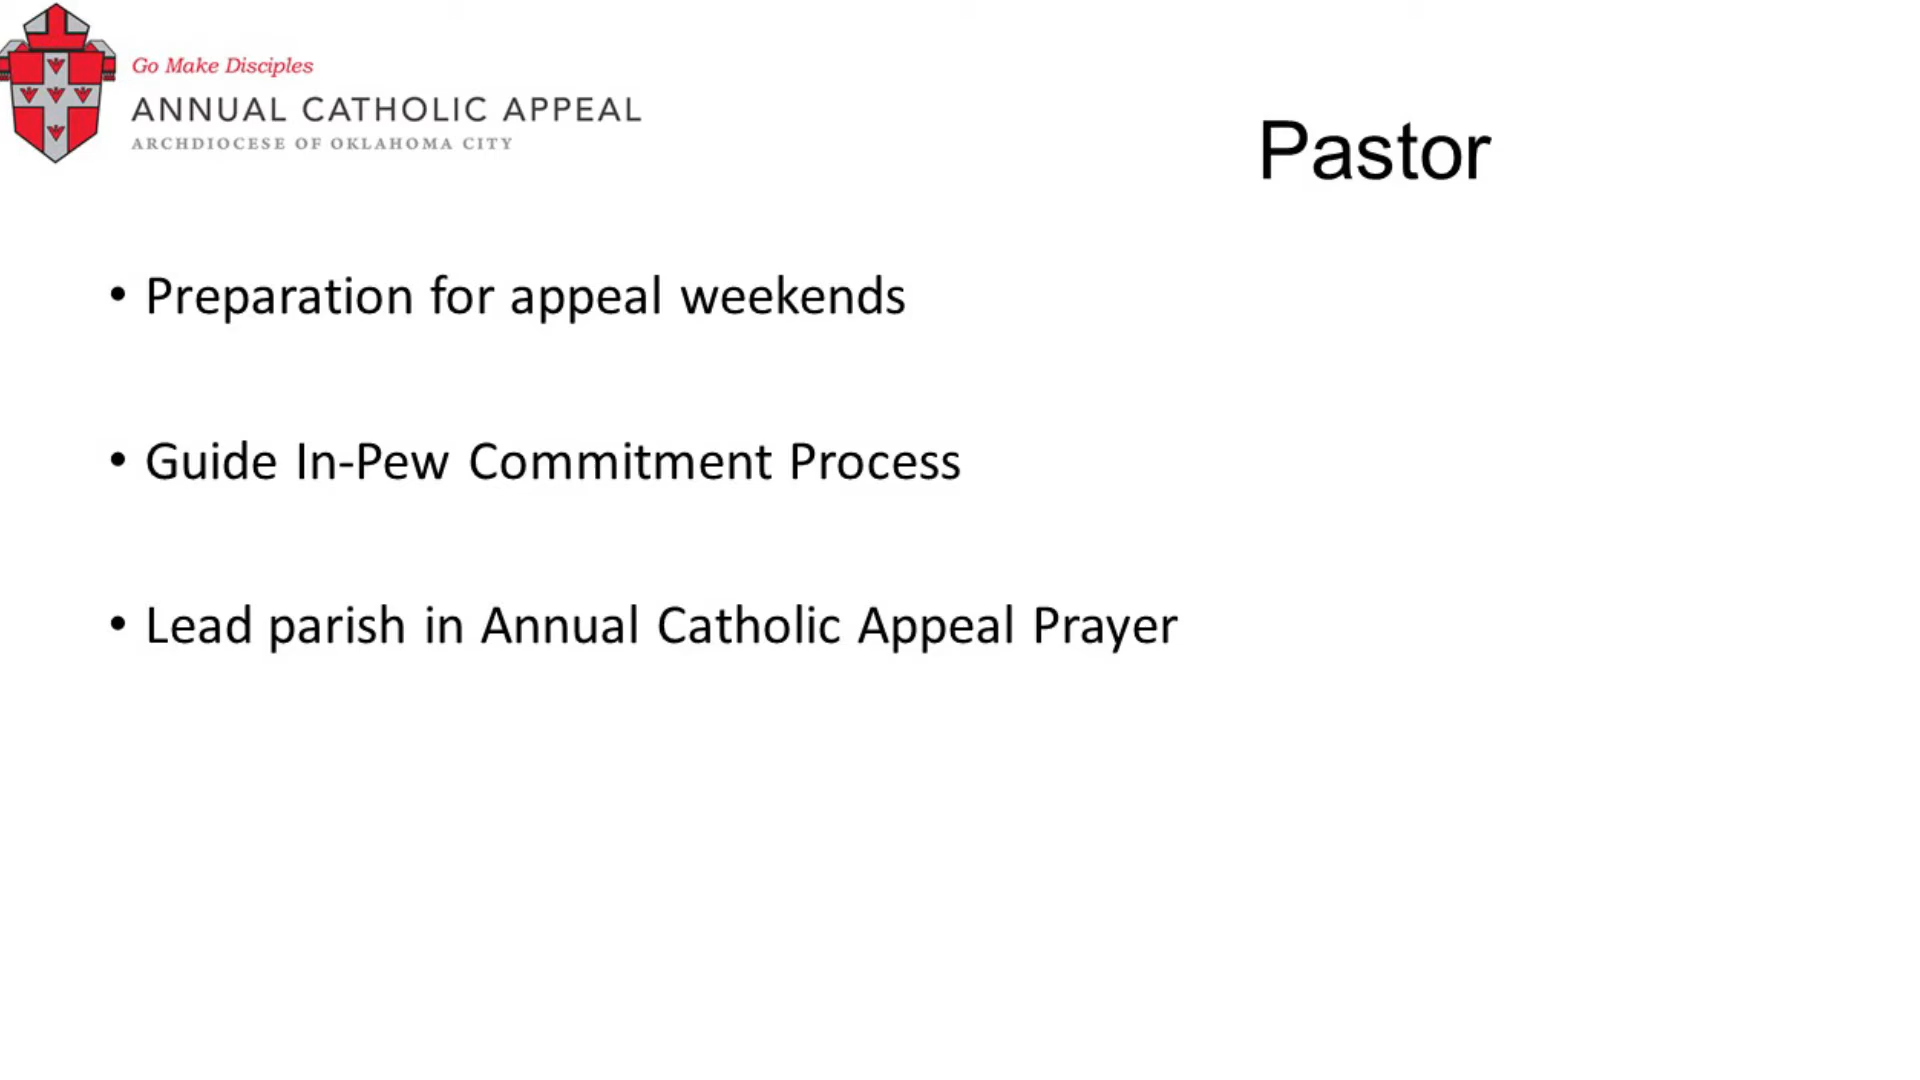 Go Make Disciples
ANNUAL CATHOLIC APPEAL
ARCHDIOCESE OF OKLAHOMA CITY
Pastor
• Preparation for appeal weekends
• Guide In-Pew Commitment Process
• Lead parish in Annual Catholic Appeal Prayer